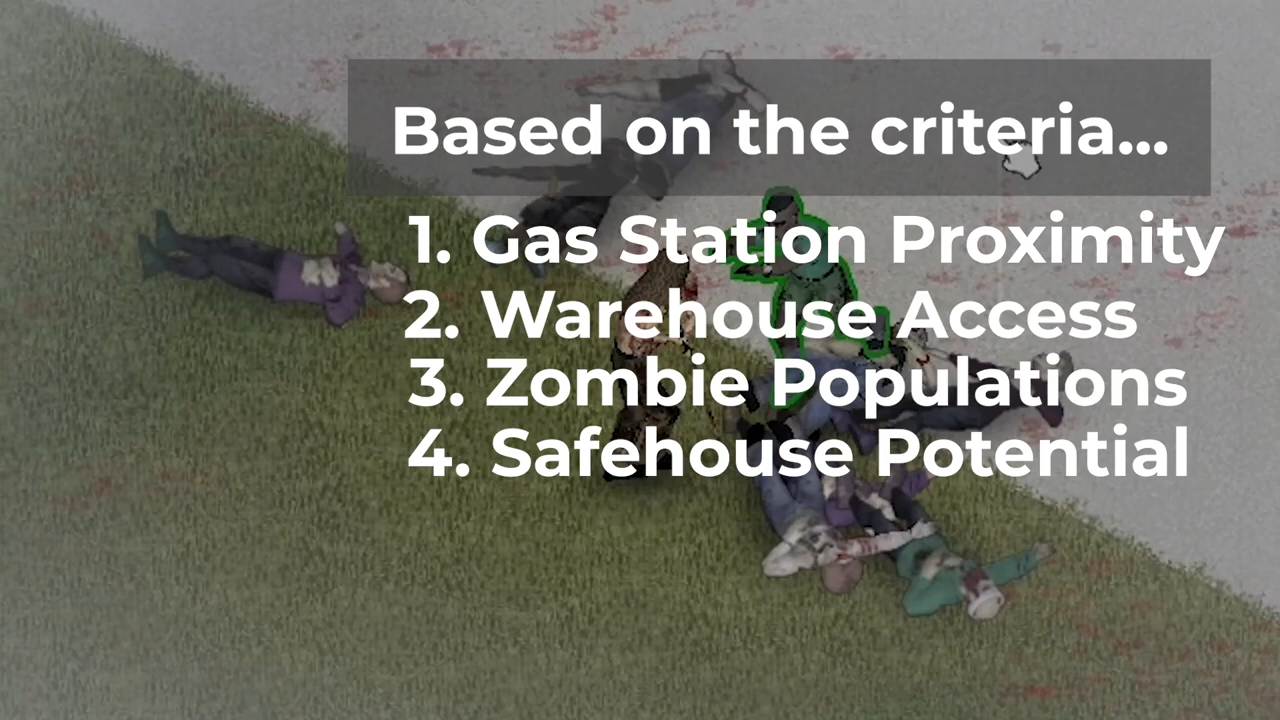 Based on the criteria...
1. Gas Station Proximity
2. Warehouse Access
3. Zombie Populations
4. Safehouse Potential